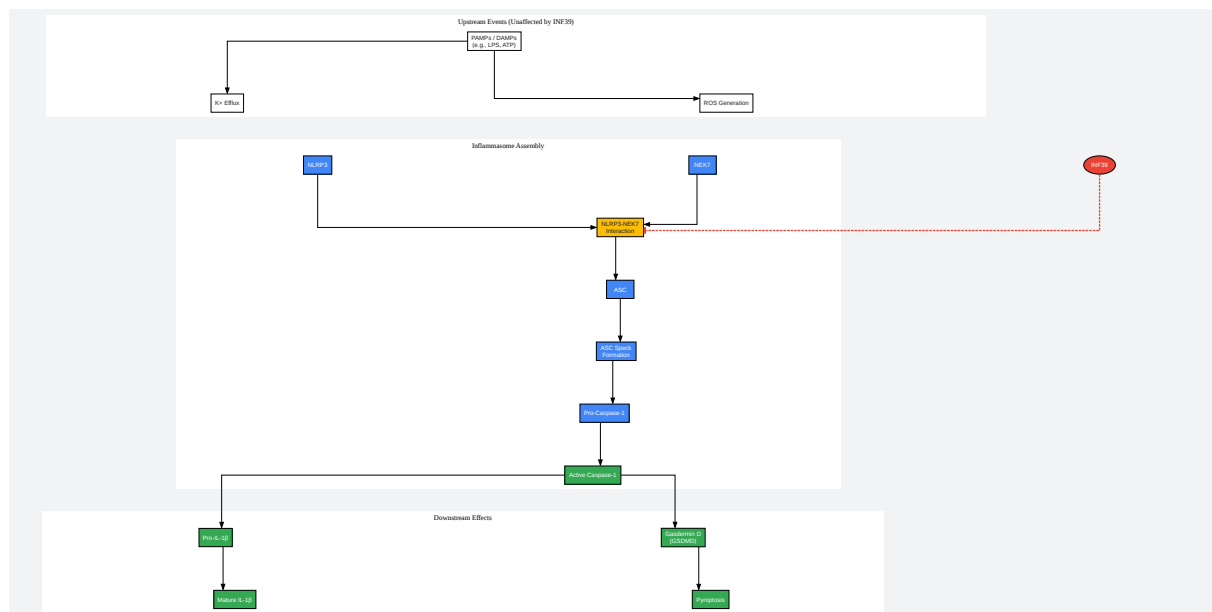 Upstream Events (Unaffected by INF39)
PAMPs / DAMPs
(e.g., LPS, ATP)
K+ Efflux
ROS Generation
Inflammasome Assembly
NLRP3
NEK7
INF39
NLRP3-NEK7
Interaction
ASC
ASC Speck
Formation
Pro-Caspase-1
Active Caspase-1
Downstream Effects
Pro-IL-1β
Gasdermin D
(GSDMD)
Mature IL-1β
Pyroptosis